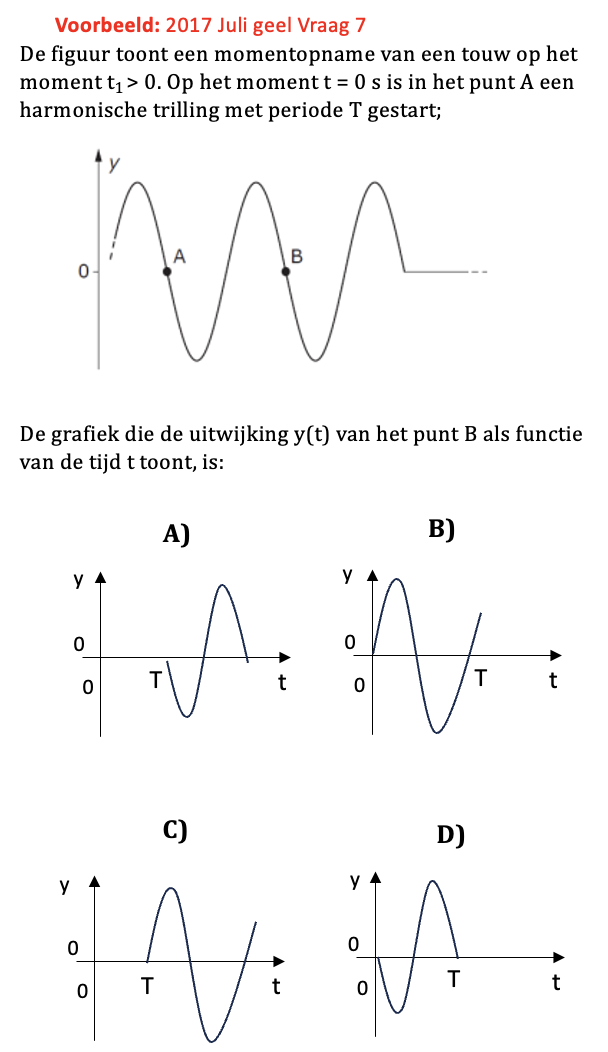 Voorbeeld: 2017 Juli geel Vraag 7
De figuur toont een momentopname van een touw op het
moment t₁ > 0. Op het moment t = 0 s is in het punt A een
harmonische trilling met periode T gestart;
y
A
B
0
De grafiek die de uitwijking y(t) van het punt B als functie
van de tijd t toont, is:
A)
B)
y
y
0
0
0
T
t
0
T
t
C)
D)
y
y
0
0
0
T
t
0
T
t